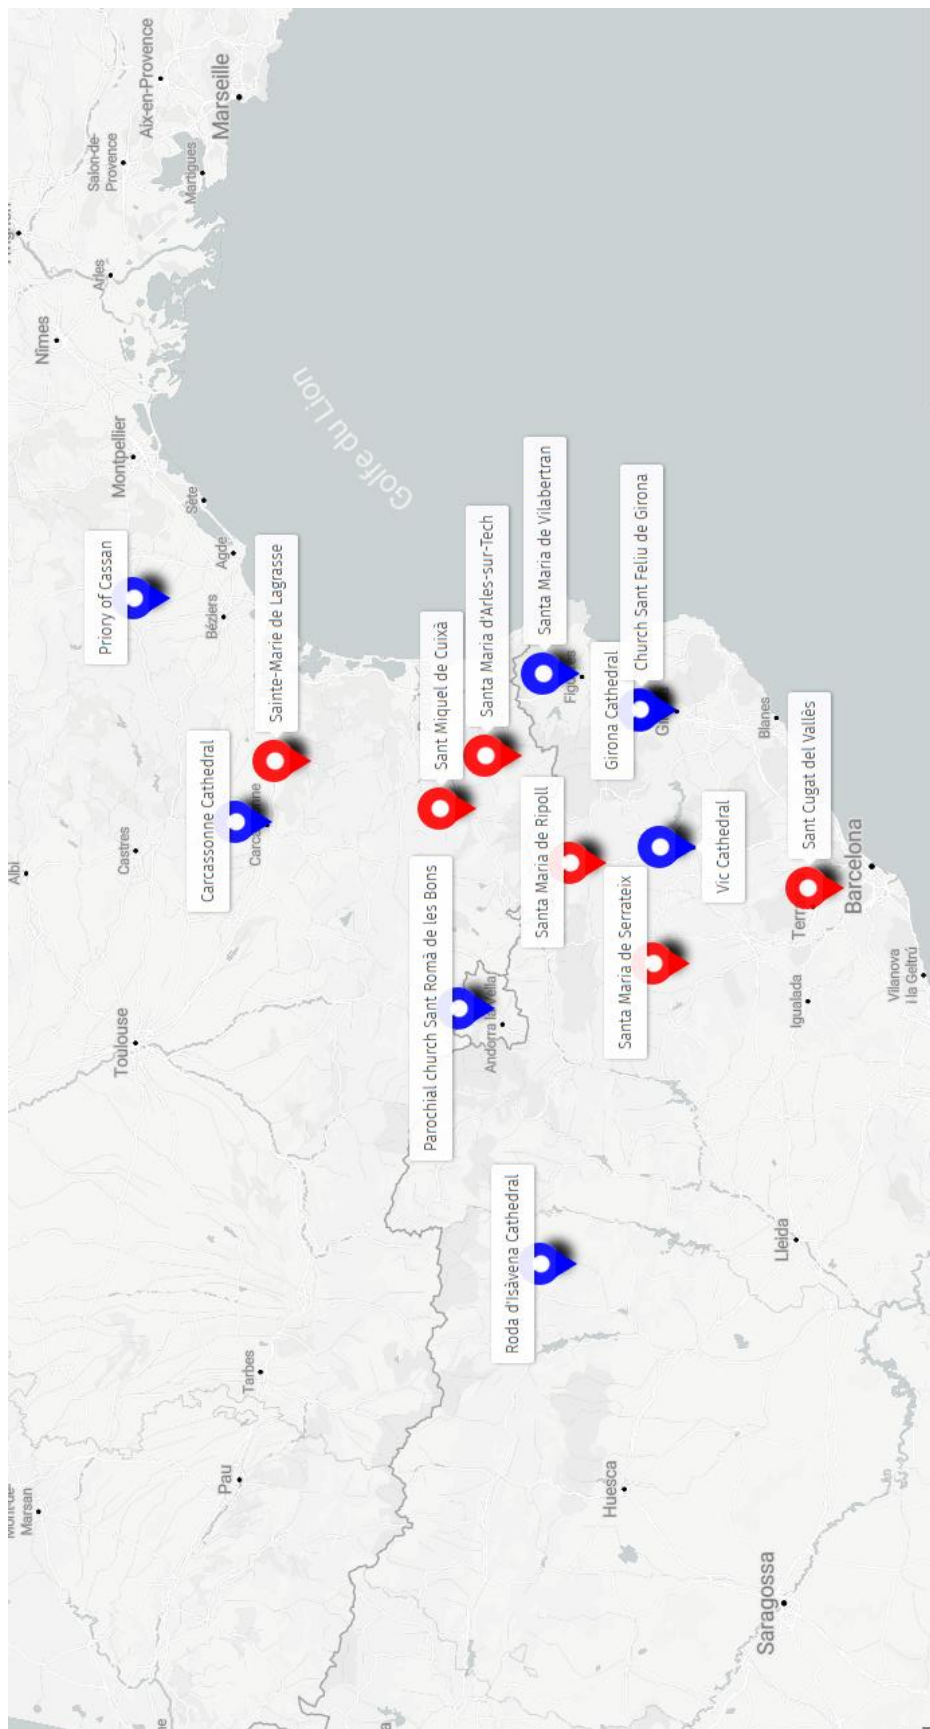 Albi
Nîmes
Castres
Toulouse
Montpellier
Arles
Salon-de-
Provence
Aix-en-Provence
Priory of Cassan
Sète
Martigues
Marsan
Agde
Béziers
Marseille
Carcassonne Cathedral
Pau
Tarbes
Sainte-Marie de Lagrasse
Golfe du Lion
Parochial church Sant Romà de les Bons
Sant Miquel de Cuixà
Santa Maria d'Arles-sur-Tech
Andorra la Vella
Roda d'Isàvena Cathedral
Santa Maria de Ripoll
Santa Maria de Vilabertran
Huesca
Santa Maria de Serrateix
Girona Cathedral
Church Sant Feliu de Girona
Vic Cathedral
Blanes
Saragossa
Lleida
Igualada
Sant Cugat del Vallès
Barcelona
Vilanova
i la Geltrú